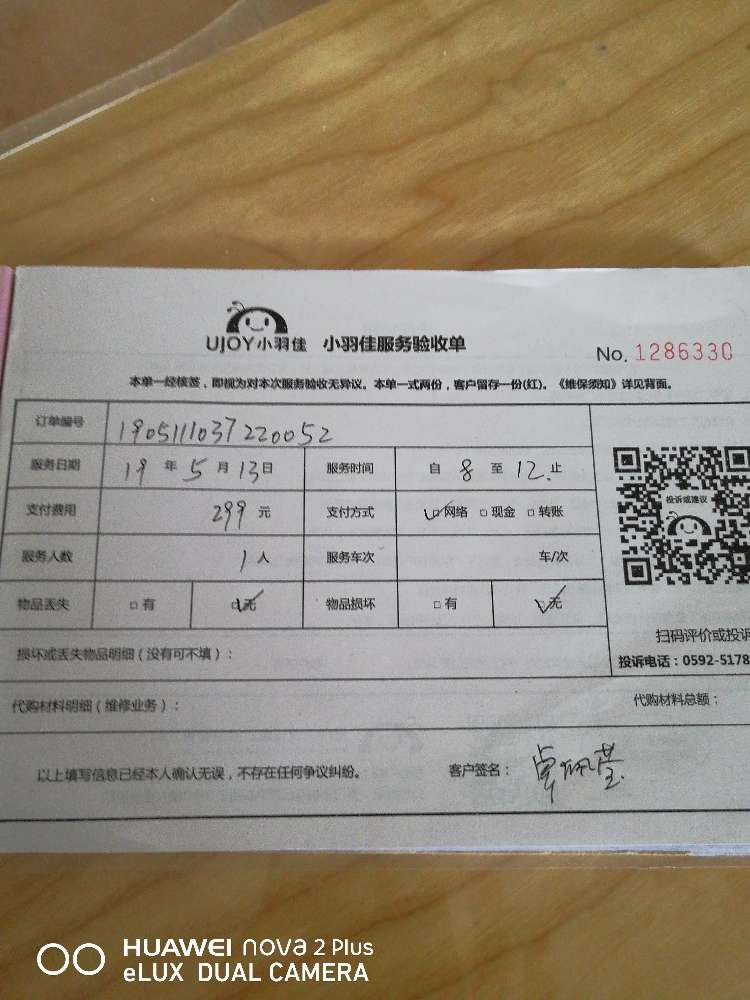 UJOY小羽佳 小羽佳服务验收单
No. 1286330
本单一经核签，即视为对本次服务验收无异议。本单一式两份，客户留存一份(红)。《维保须知》详见背面。
订单编号 190511103722 0052
服务日期 19 年 5 月 13 日 服务时间 自 8 至 12 止
支付费用 299 元 支付方式 网络 现金 转账
投诉或建议
服务人数 1 人 服务车次 车/次
物品丢失 有 无 物品损坏 有 无
扫码评价或投诉
损坏或丢失物品明细（没有可不填）：
投诉电话：0592-5178
代购材料明细（维修业务）： 代购材料总额：
以上填写信息已经本人确认无误，不存在任何争议纠纷。 客户签名：
HUAWEI nova 2 Plus
eLUX DUAL CAMERA